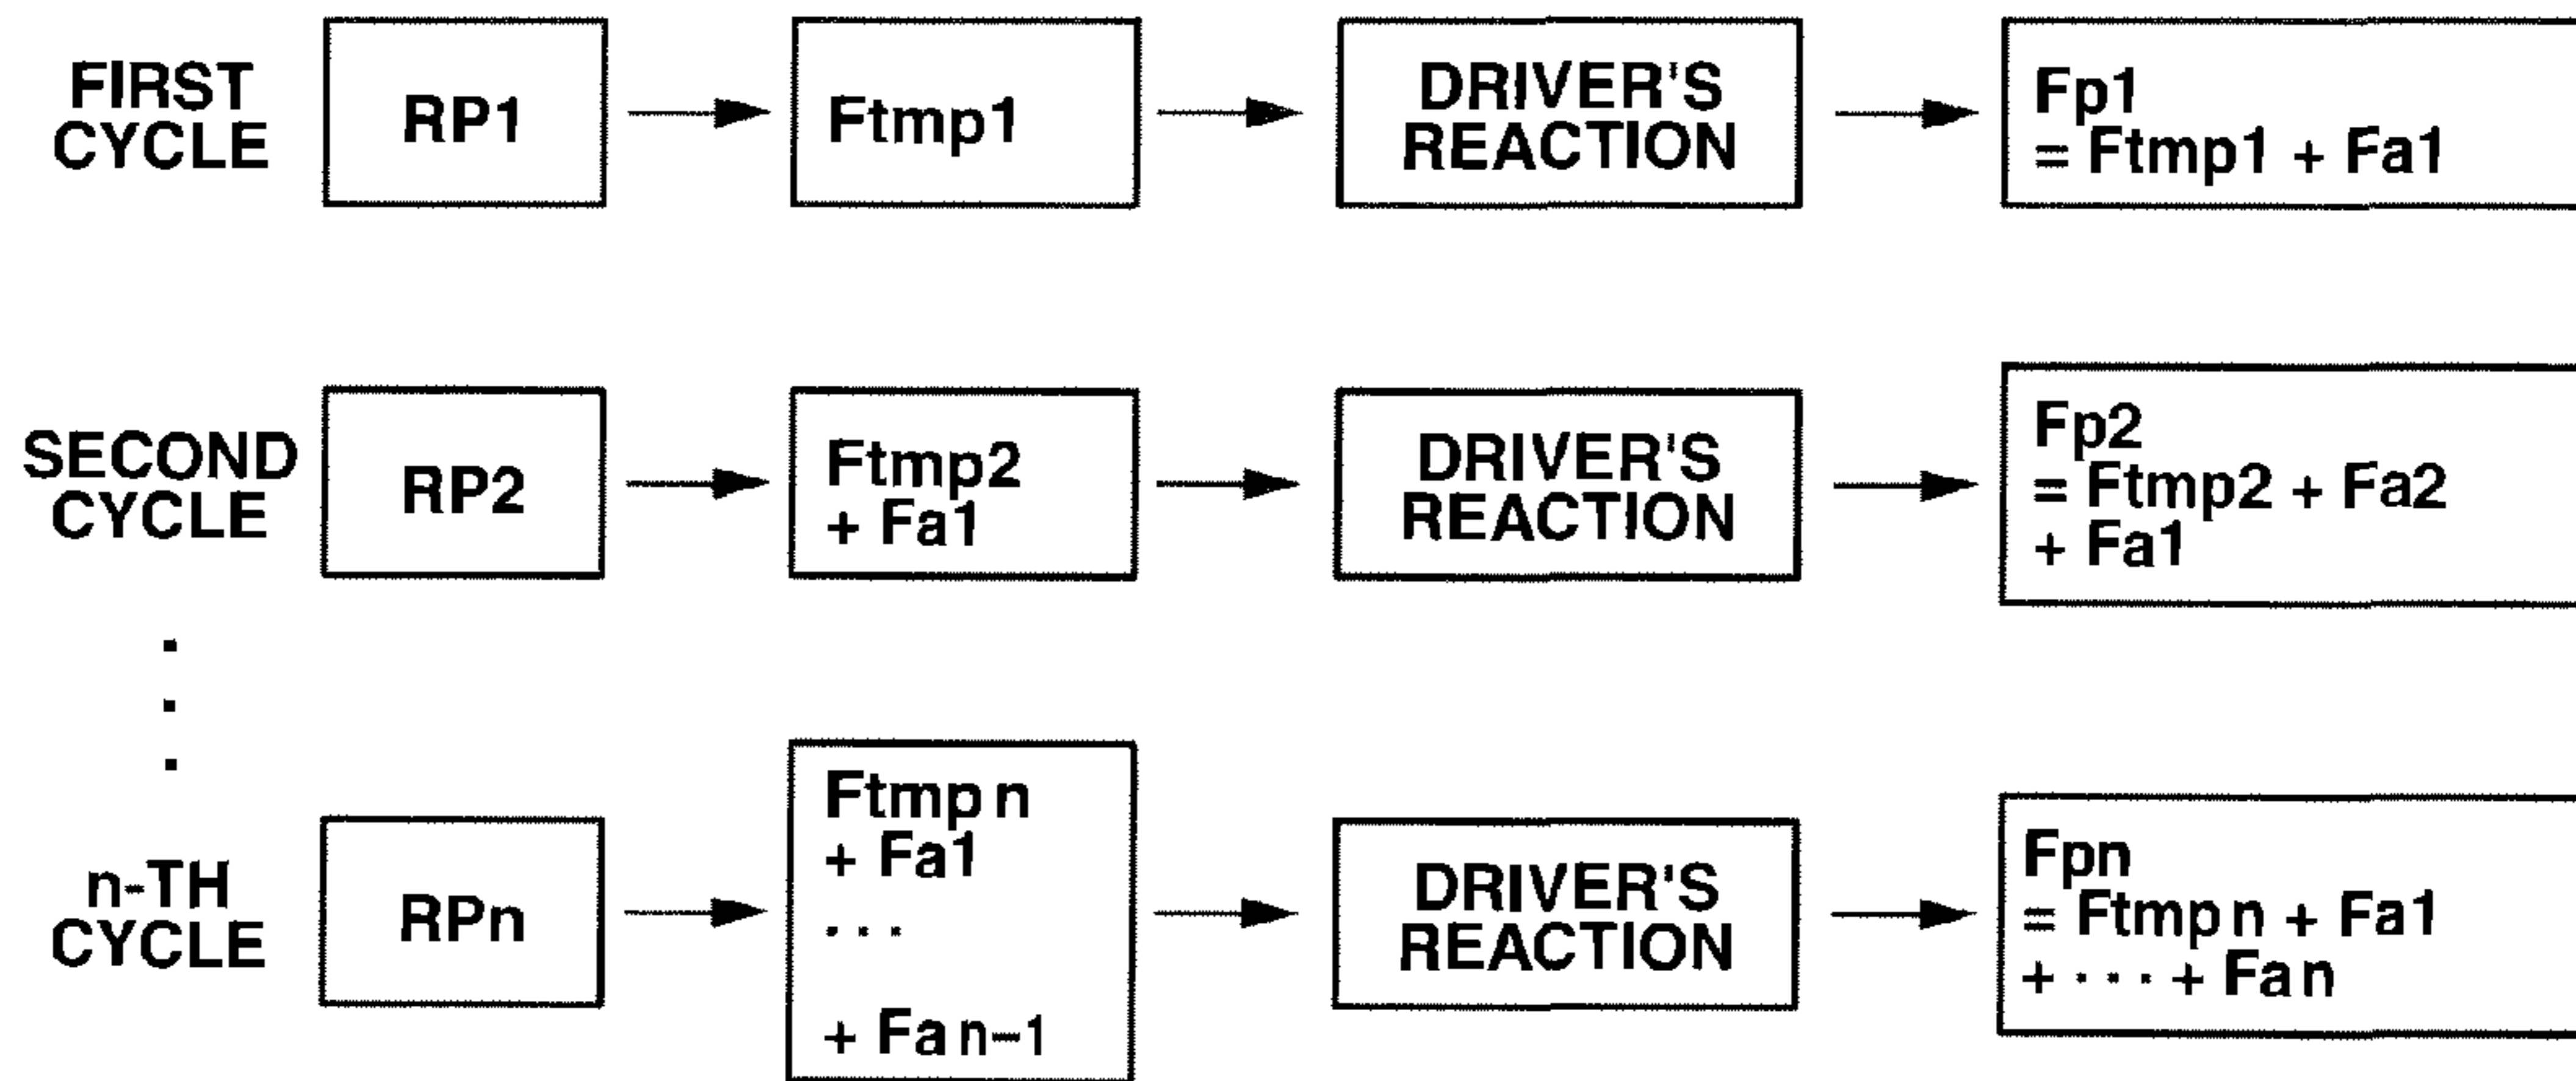 FIRST
CYCLE
RP1
Ftmp1
DRIVER'S
REACTION
Fp1
= Ftmp1 + Fa1
SECOND
CYCLE
RP2
Ftmp2
+ Fa1
DRIVER'S
REACTION
Fp2
= Ftmp2 + Fa2
+ Fa1
n-TH
CYCLE
RPn
Ftmp n
+ Fa1
...
+ Fa n-1
DRIVER'S
REACTION
Fpn
= Ftmp n + Fa1
+ ... + Fa n